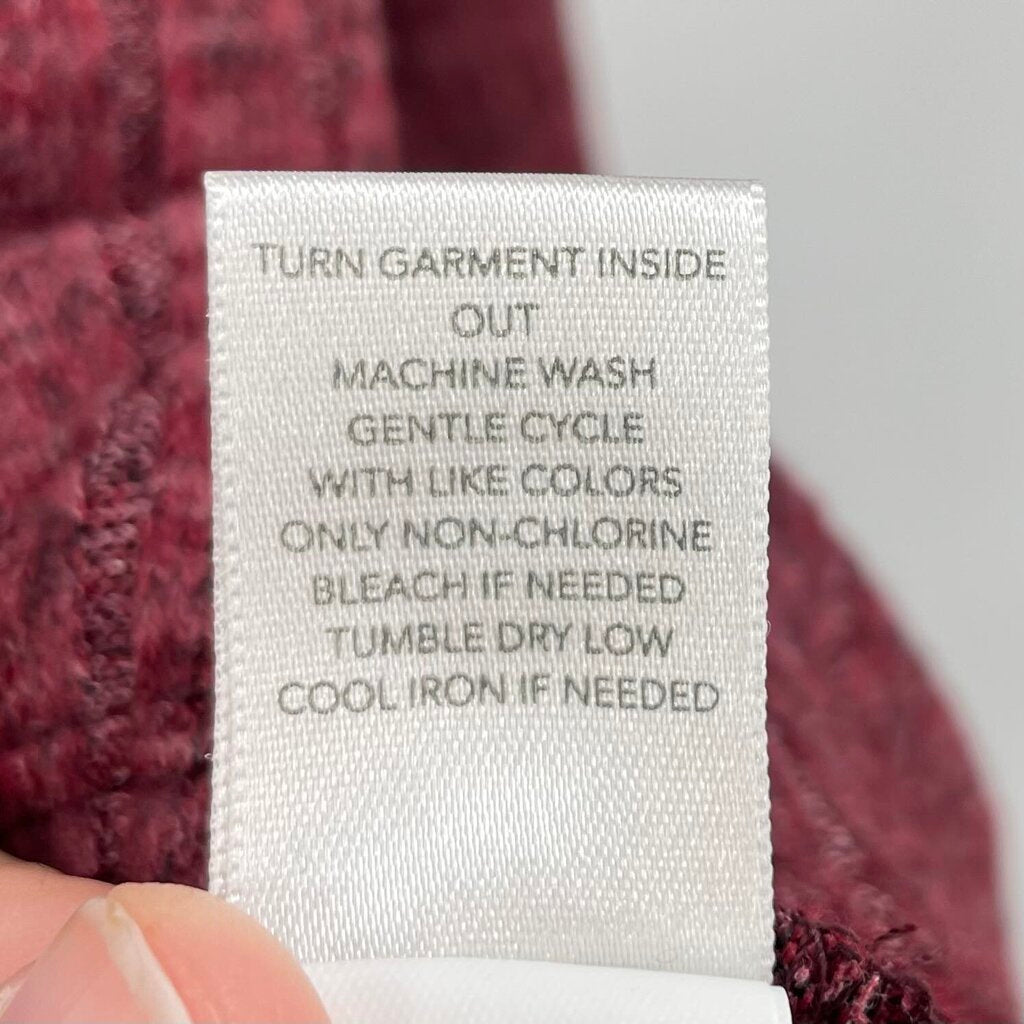 TURN GARMENT INSIDE
OUT
MACHINE WASH
GENTLE CYCLE
WITH LIKE COLORS
ONLY NON-CHLORINE
BLEACH IF NEEDED
TUMBLE DRY LOW
COOL IRON IF NEEDED